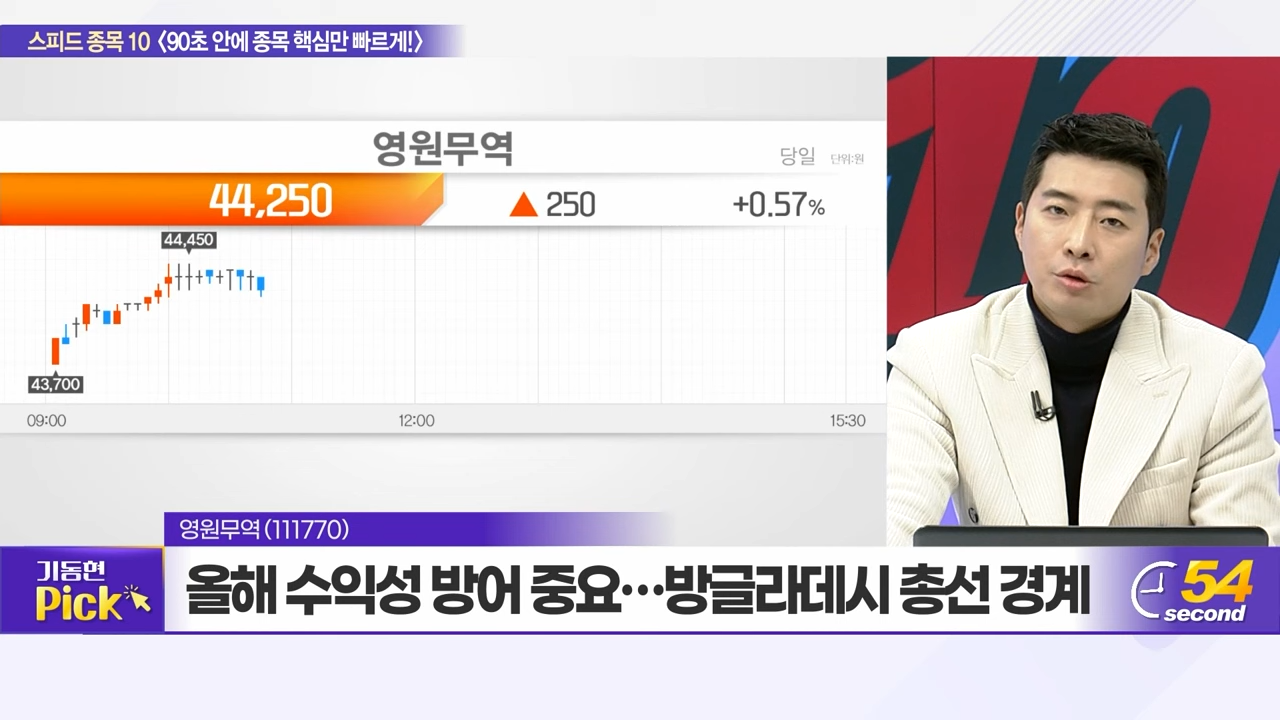 스피드 종목 10 〈90초 안에 종목 핵심만 빠르게!〉
영원무역
당일 단위:원
44,250 ▲ 250 +0.57%
44,450
43,700
09:00 12:00 15:30
영원무역 (111770)
기동현
Pick
올해 수익성 방어 중요…방글라데시 총선 경계
54
second